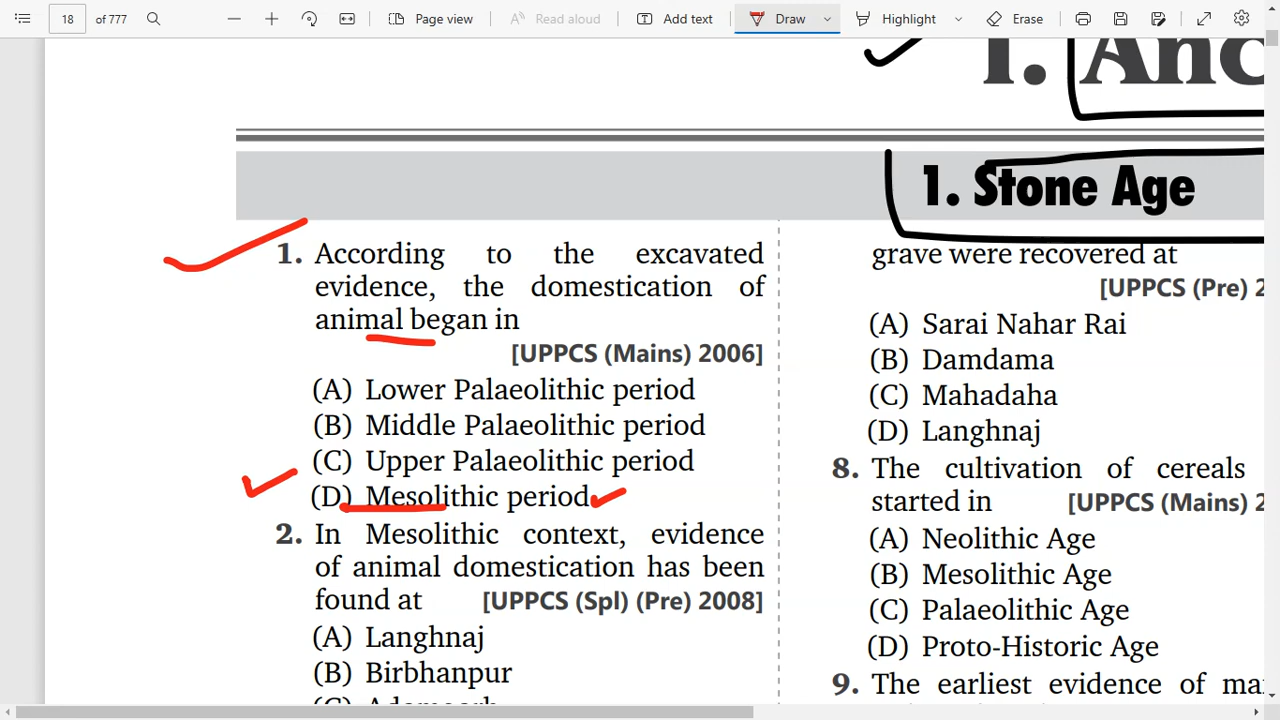 18 of 777 Page view Read aloud Add text Draw Highlight Erase
1. Anc
1. Stone Age
1. According to the excavated
evidence, the domestication of
animal began in
[UPPCS (Mains) 2006]
(A) Lower Palaeolithic period
(B) Middle Palaeolithic period
(C) Upper Palaeolithic period
(D) Mesolithic period
2. In Mesolithic context, evidence
of animal domestication has been
found at [UPPCS (Spl) (Pre) 2008]
(A) Langhnaj
(B) Birbhanpur
grave were recovered at
[UPPCS (Pre) 2
(A) Sarai Nahar Rai
(B) Damdama
(C) Mahadaha
(D) Langhnaj
8. The cultivation of cereals
started in [UPPCS (Mains) 2
(A) Neolithic Age
(B) Mesolithic Age
(C) Palaeolithic Age
(D) Proto-Historic Age
9. The earliest evidence of ma